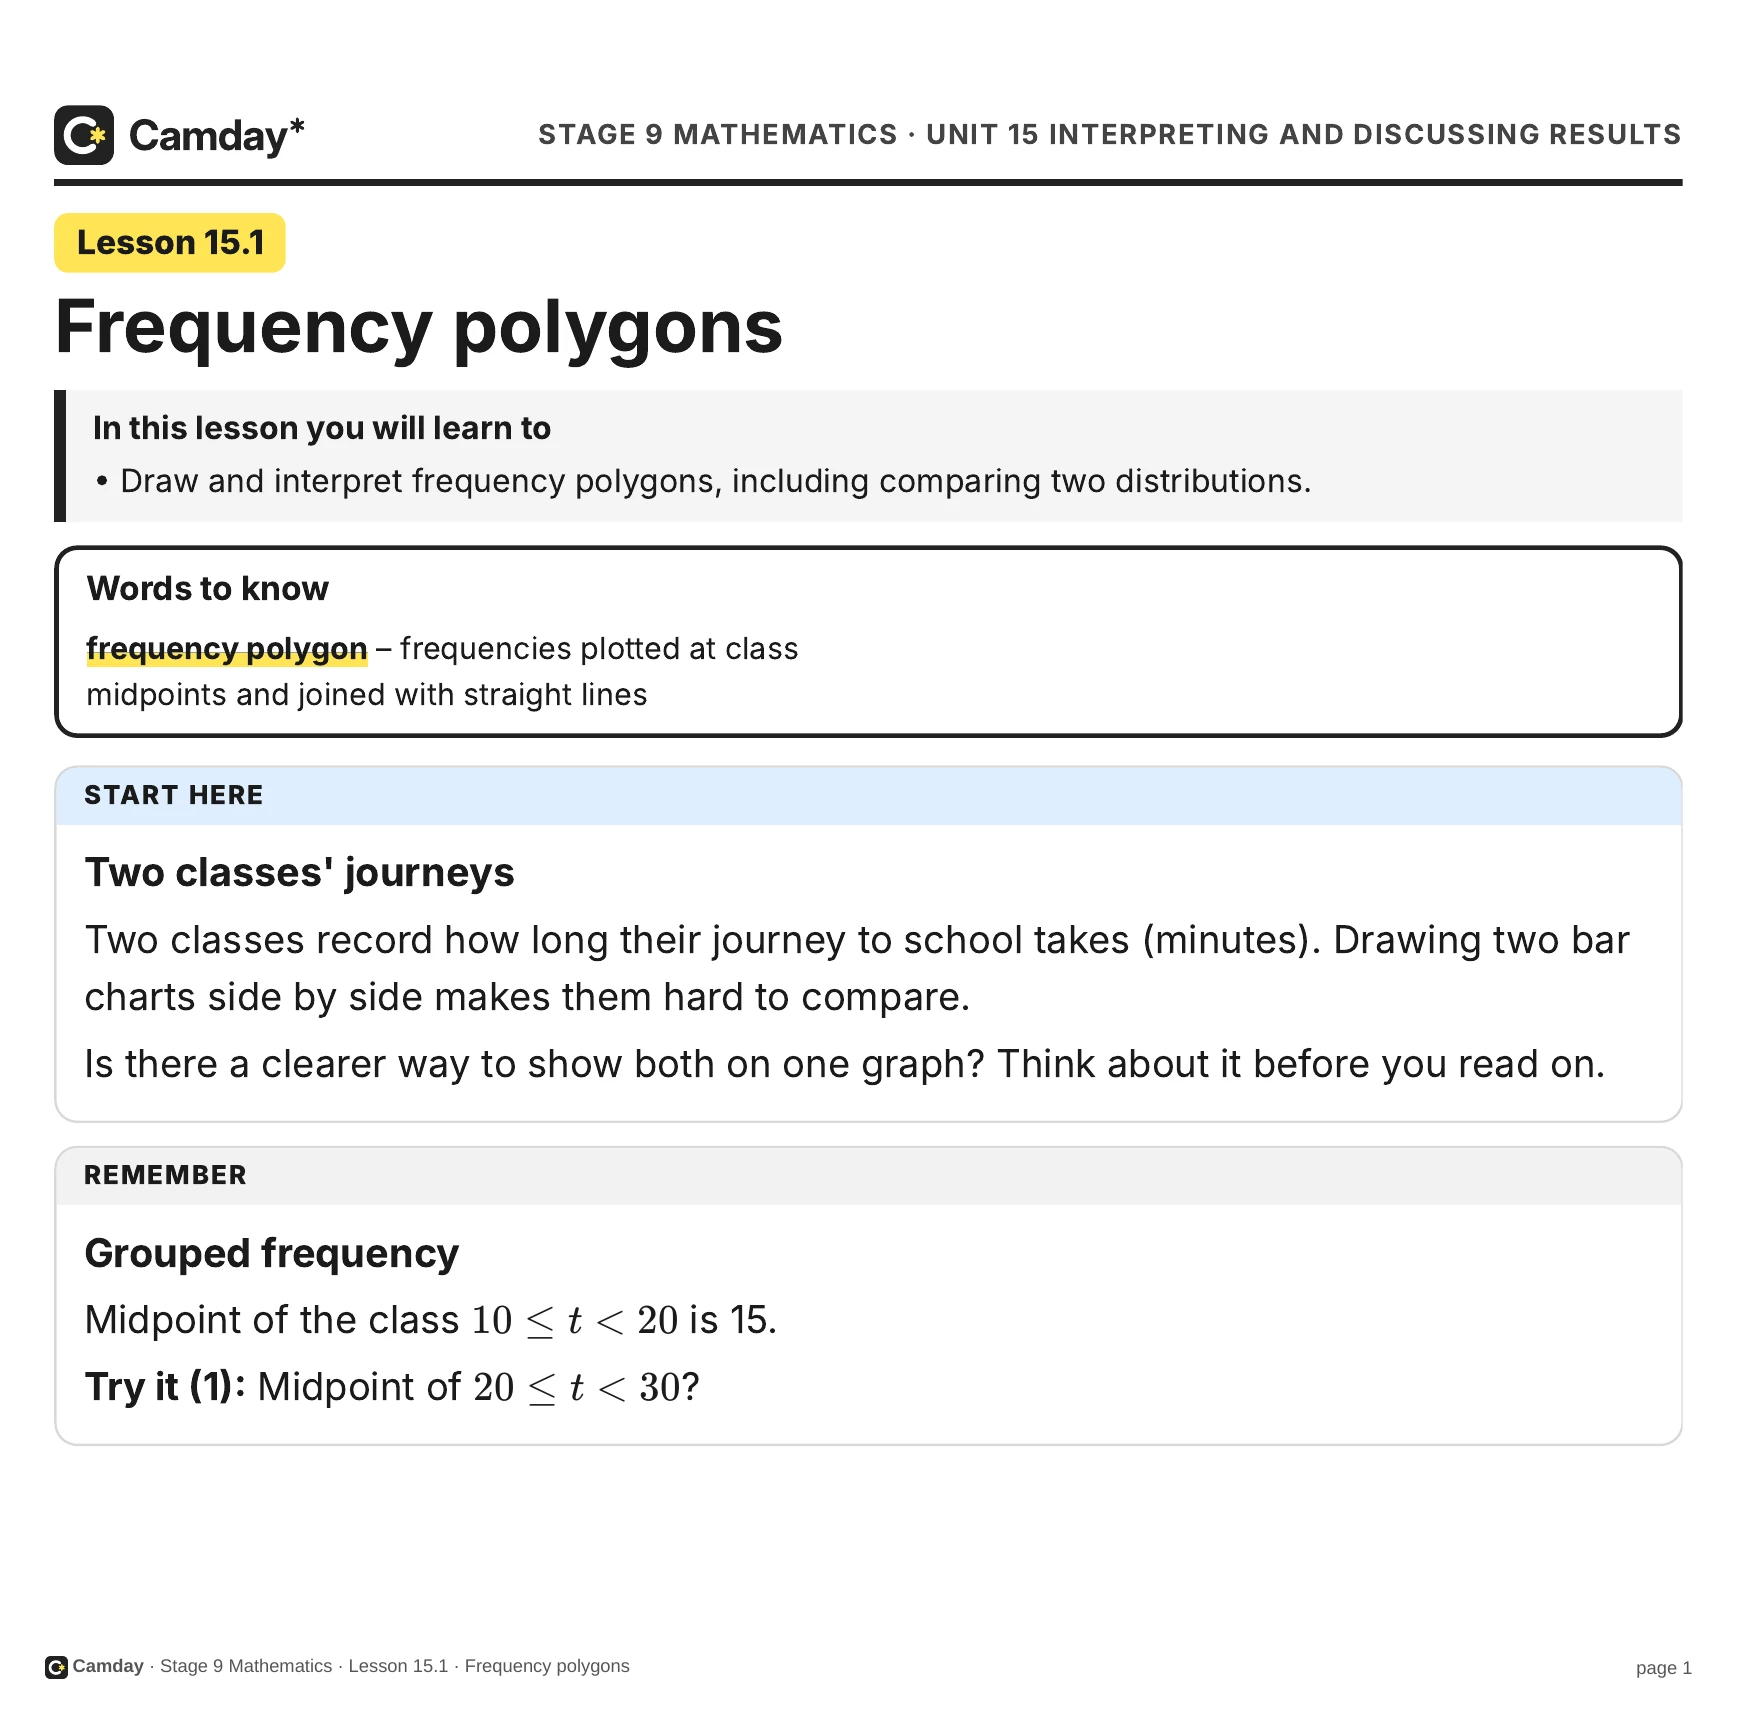 Camday*
STAGE 9 MATHEMATICS · UNIT 15 INTERPRETING AND DISCUSSING RESULTS
Lesson 15.1
Frequency polygons
In this lesson you will learn to
• Draw and interpret frequency polygons, including comparing two distributions.
Words to know
frequency polygon – frequencies plotted at class
midpoints and joined with straight lines
START HERE
Two classes' journeys
Two classes record how long their journey to school takes (minutes). Drawing two bar
charts side by side makes them hard to compare.
Is there a clearer way to show both on one graph? Think about it before you read on.
REMEMBER
Grouped frequency
Midpoint of the class 10 ≤ t < 20 is 15.
Try it (1): Midpoint of 20 ≤ t < 30?
Camday · Stage 9 Mathematics · Lesson 15.1 · Frequency polygons
page 1